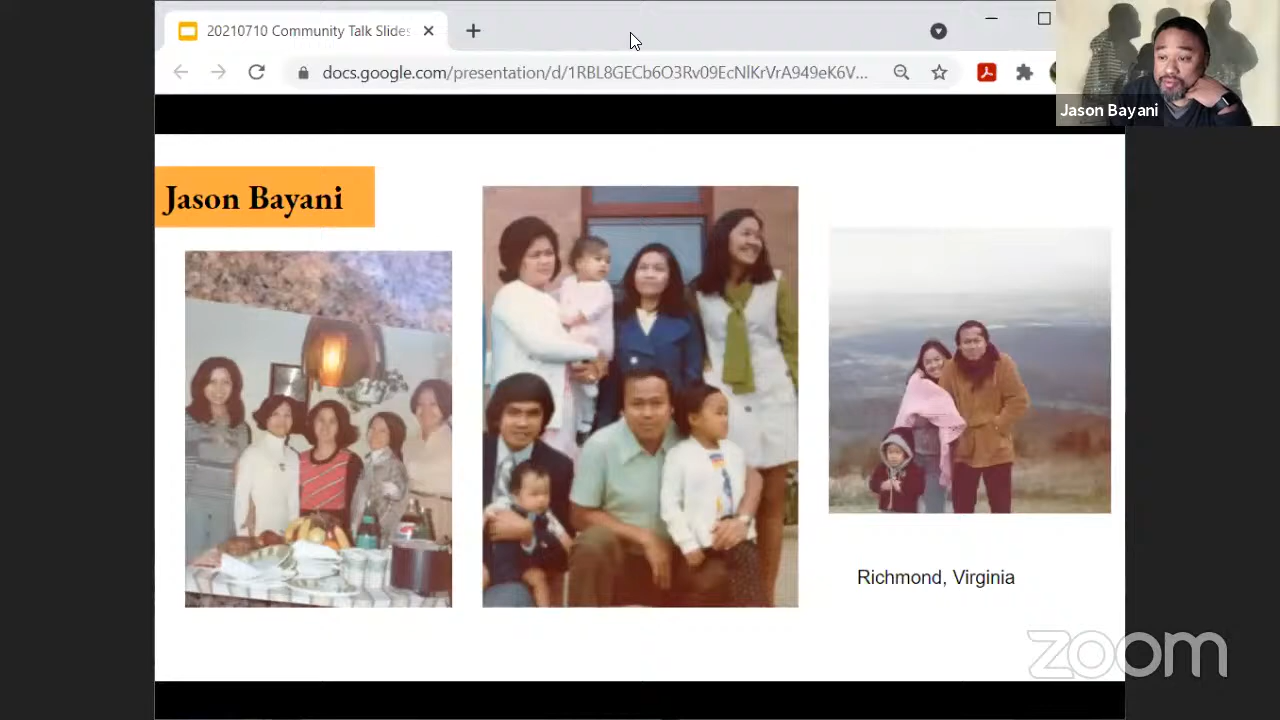 20210710 Community Talk Slides
docs.google.com/presentation/d/1RBL8GECb6O3Rv09EcNlKrVrA949eK6V...
Jason Bayani
Jason Bayani
Richmond, Virginia
zoom